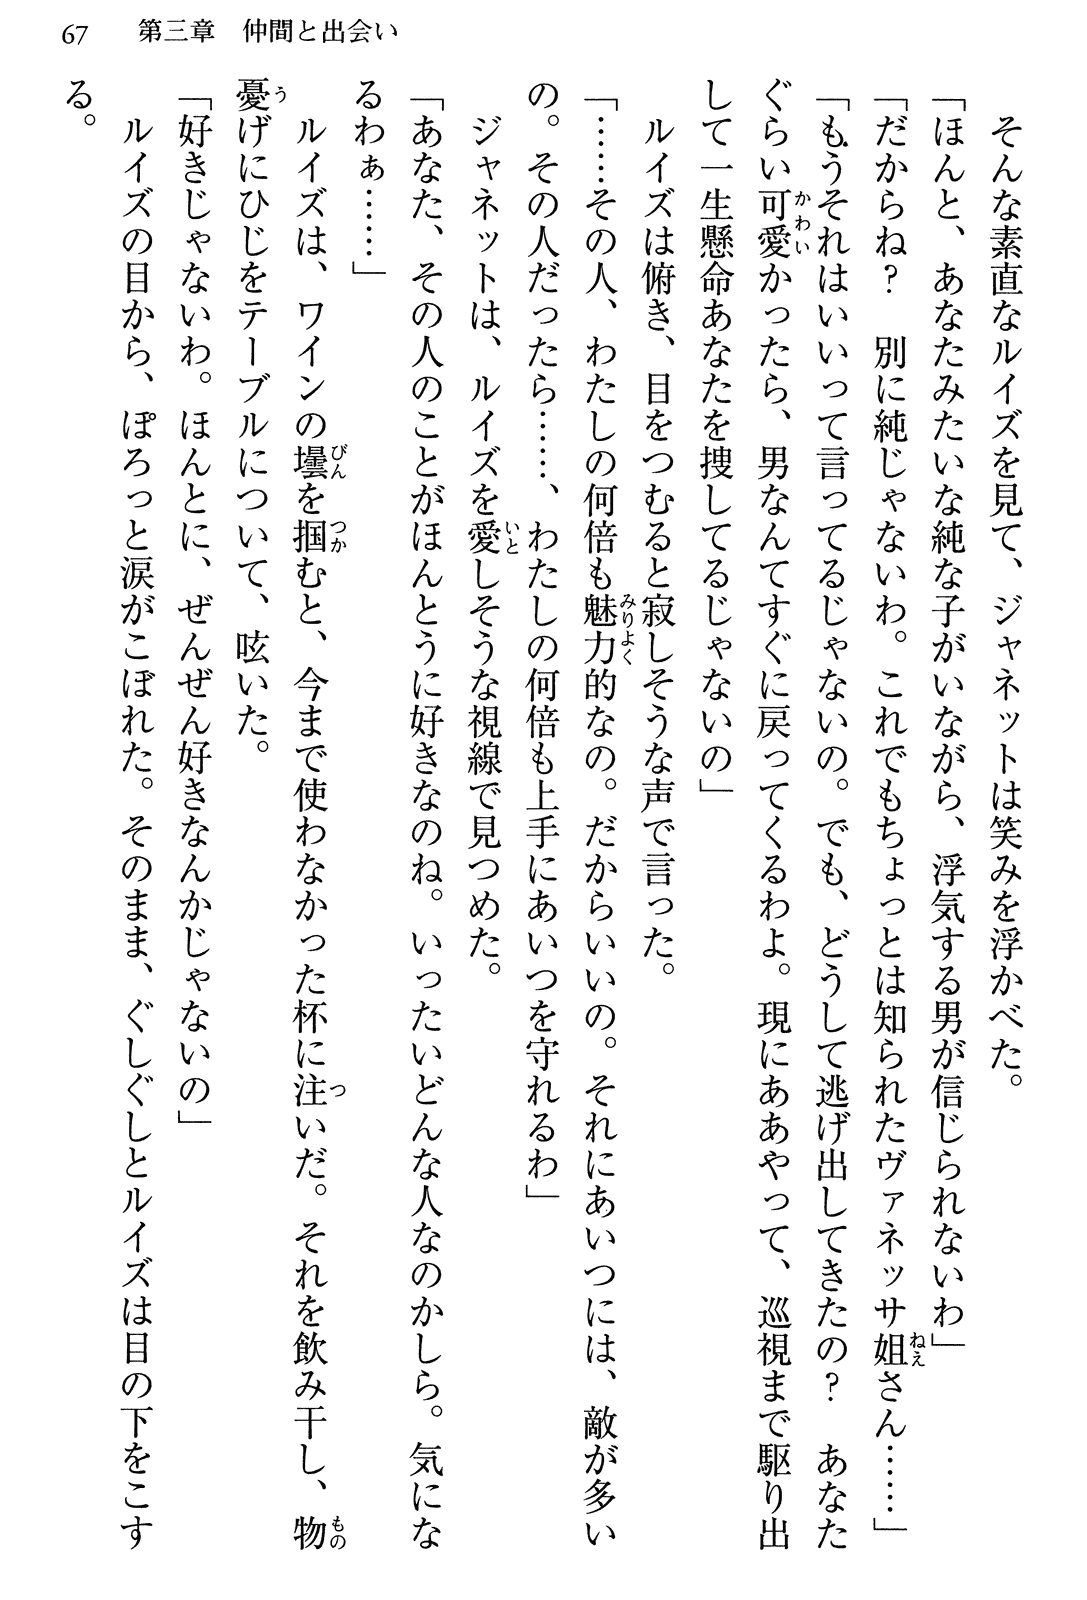 67　第三章　仲間と出会い
　そんな素直なルイズを見て、ジャネットは笑みを浮かべた。
「ほんと、あなたみたいな純な子がいながら、浮気する男が信じられないわ」
「だからね？　別に純じゃないわ。これでもちょっとは知られたヴァネッサ姐さん……」
「もうそれはいいって言ってるじゃないの。でも、どうして逃げ出してきたの？　あなた
ぐらい可愛かったら、男なんてすぐに戻ってくるわよ。現にああやって、巡視まで駆り出
して一生懸命あなたを捜してるじゃないの」
　ルイズは俯き、目をつむると寂しそうな声で言った。
「……その人、わたしの何倍も魅力的なの。だからいいの。それにあいつには、敵が多い
の。その人だったら……、わたしの何倍も上手にあいつを守れるわ」
　ジャネットは、ルイズを愛しそうな視線で見つめた。
「あなた、その人のことがほんとうに好きなのね。いったいどんな人なのかしら。気にな
るわぁ……」
　ルイズは、ワインの壜を掴むと、今まで使わなかった杯に注いだ。それを飲み干し、物
憂げにひじをテーブルについて、呟いた。
「好きじゃないわ。ほんとに、ぜんぜん好きなんかじゃないの」
　ルイズの目から、ぽろっと涙がこぼれた。そのまま、ぐしぐしとルイズは目の下をこす
る。